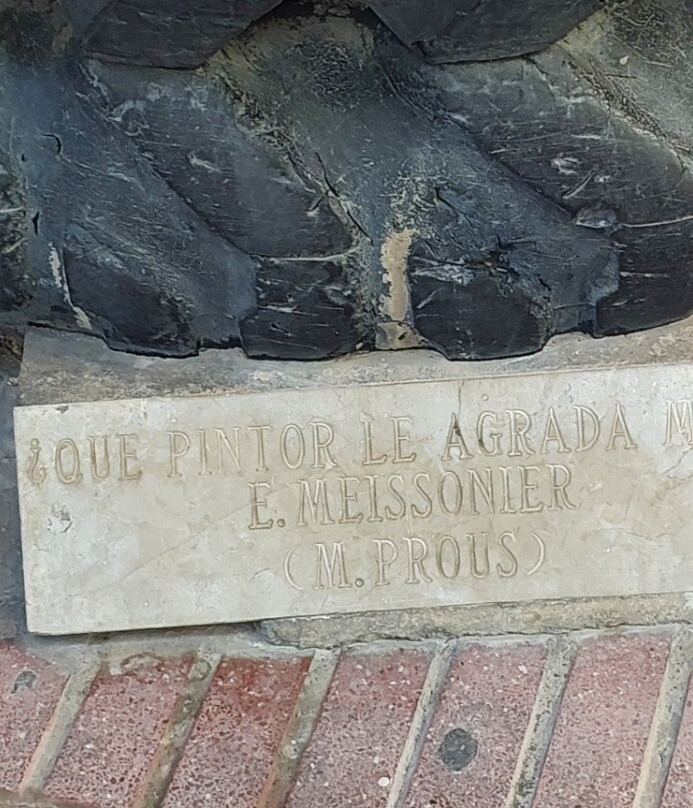 ¿QUE PINTOR LE AGRADA M
E. MEISSONIER
(M. PROUS)